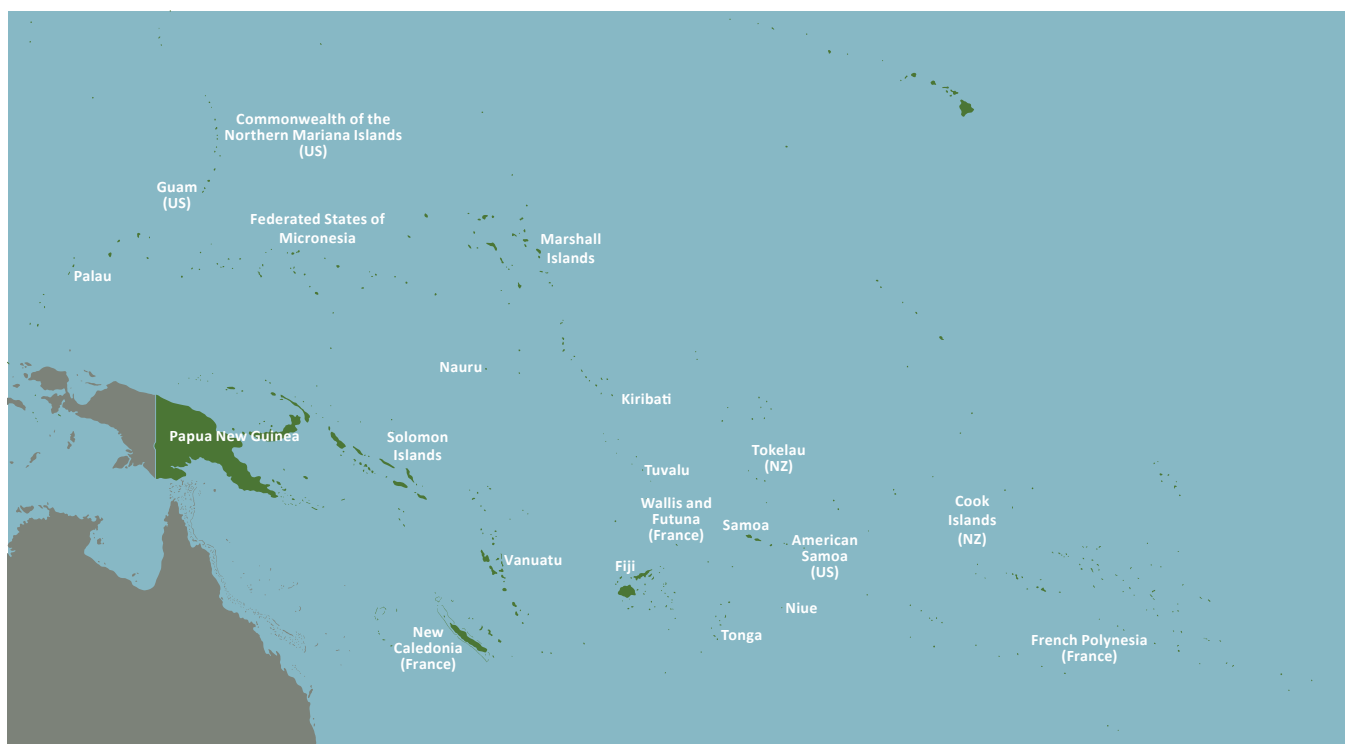 Commonwealth of the
Northern Mariana Islands
(US)
Guam
(US)
Federated States of
Micronesia
Marshall
Islands
Palau
Nauru
Kiribati
Papua New Guinea
Solomon
Islands
Tokelau
(NZ)
Tuvalu
Wallis and
Futuna
(France)
Samoa
Cook
Islands
(NZ)
American
Samoa
(US)
Vanuatu
Fiji
Niue
Tonga
New
Caledonia
(France)
French Polynesia
(France)